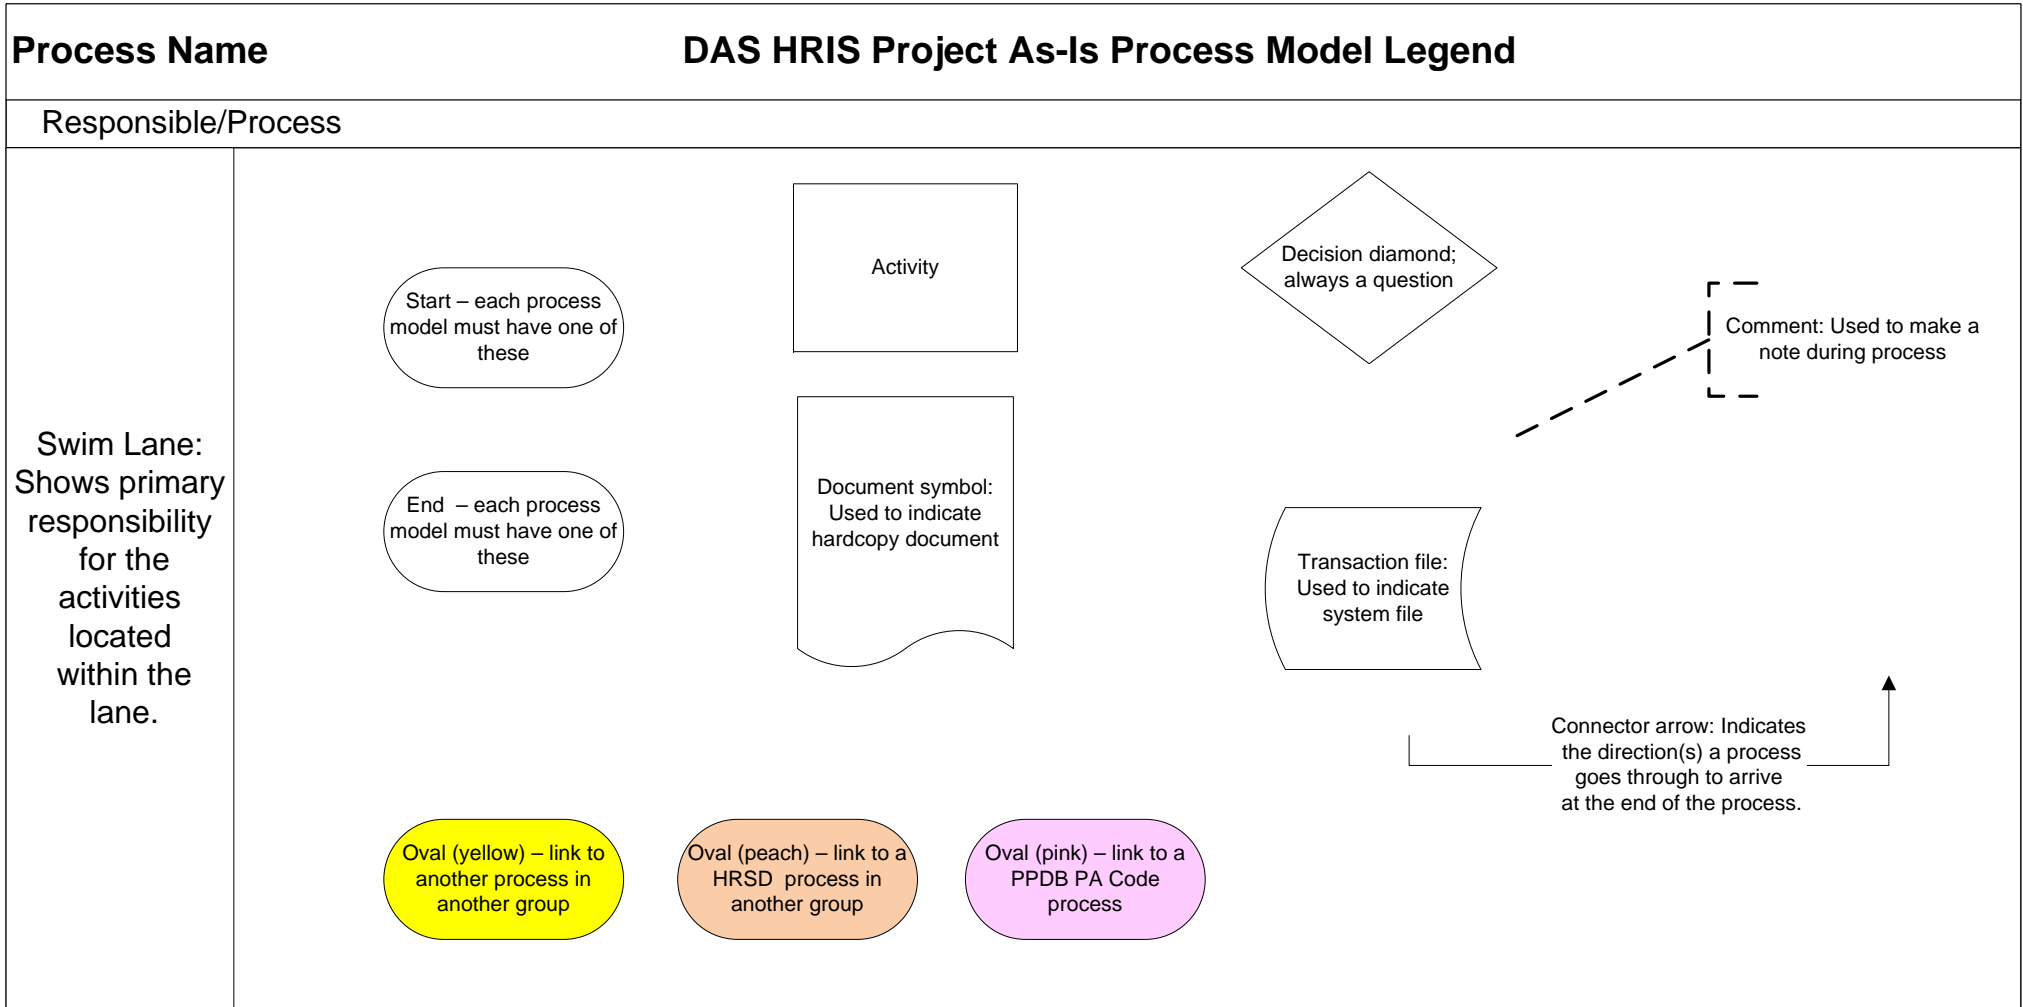 Process Name
DAS HRIS Project As-Is Process Model Legend
Responsible/Process
Swim Lane:
Shows primary
responsibility
for the
activities
located
within the
lane.
Start – each process
model must have one of
these
Activity
Decision diamond;
always a question
Comment: Used to make a
note during process
End – each process
model must have one of
these
Document symbol:
Used to indicate
hardcopy document
Transaction file:
Used to indicate
system file
Connector arrow: Indicates
the direction(s) a process
goes through to arrive
at the end of the process.
Oval (yellow) – link to
another process in
another group
Oval (peach) – link to a
HRSD process in
another group
Oval (pink) – link to a
PPDB PA Code
process